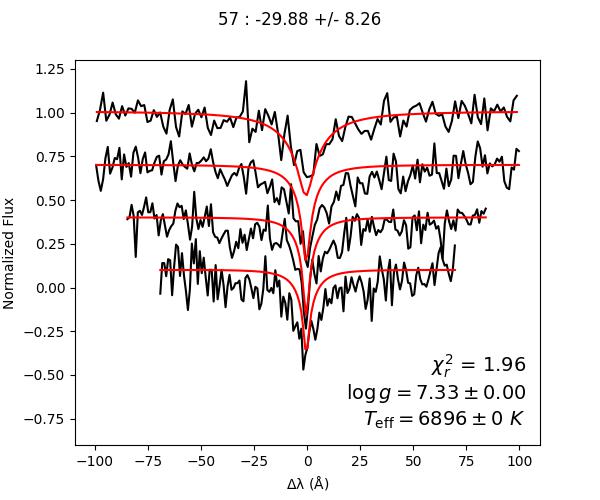 57 : -29.88 +/- 8.26
1.25
1.00
0.75
0.50
0.25
0.00
−0.25
−0.50
−0.75
Normalized Flux
χ²ᵣ = 1.96
log g = 7.33 ± 0.00
T_eff = 6896 ± 0 K
−100 −75 −50 −25 0 25 50 75 100
Δλ (Å)